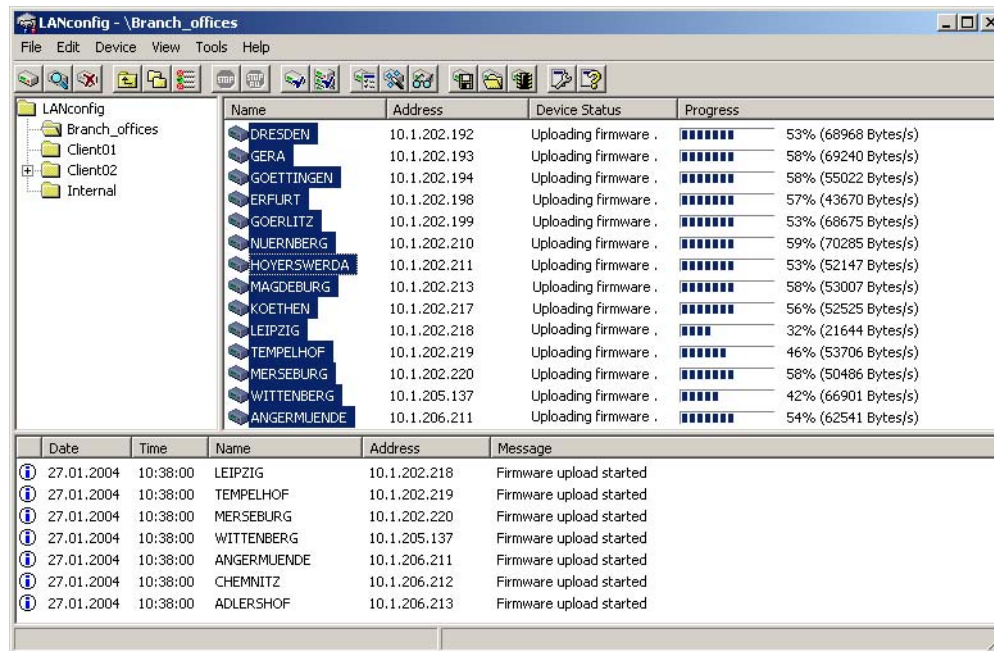 LANconfig - \Branch_offices
File Edit Device View Tools Help
LANconfig
Branch_offices
Client01
Client02
Internal
Name Address Device Status Progress
DRESDEN 10.1.202.192 Uploading firmware . 53% (68968 Bytes/s)
GERA 10.1.202.193 Uploading firmware . 58% (69240 Bytes/s)
GOETTINGEN 10.1.202.194 Uploading firmware . 58% (55022 Bytes/s)
ERFURT 10.1.202.198 Uploading firmware . 57% (43670 Bytes/s)
GOERLITZ 10.1.202.199 Uploading firmware . 53% (68675 Bytes/s)
NUERNBERG 10.1.202.210 Uploading firmware . 59% (70285 Bytes/s)
HOYERSWERDA 10.1.202.211 Uploading firmware . 53% (52147 Bytes/s)
MAGDEBURG 10.1.202.213 Uploading firmware . 58% (53007 Bytes/s)
KOETHEN 10.1.202.217 Uploading firmware . 56% (52525 Bytes/s)
LEIPZIG 10.1.202.218 Uploading firmware . 32% (21644 Bytes/s)
TEMPELHOF 10.1.202.219 Uploading firmware . 46% (53706 Bytes/s)
MERSEBURG 10.1.202.220 Uploading firmware . 58% (50486 Bytes/s)
WITTENBERG 10.1.205.137 Uploading firmware . 42% (66901 Bytes/s)
ANGERMUENDE 10.1.206.211 Uploading firmware . 54% (62541 Bytes/s)
Date Time Name Address Message
27.01.2004 10:38:00 LEIPZIG 10.1.202.218 Firmware upload started
27.01.2004 10:38:00 TEMPELHOF 10.1.202.219 Firmware upload started
27.01.2004 10:38:00 MERSEBURG 10.1.202.220 Firmware upload started
27.01.2004 10:38:00 WITTENBERG 10.1.205.137 Firmware upload started
27.01.2004 10:38:00 ANGERMUENDE 10.1.206.211 Firmware upload started
27.01.2004 10:38:00 CHEMNITZ 10.1.206.212 Firmware upload started
27.01.2004 10:38:00 ADLERSHOF 10.1.206.213 Firmware upload started